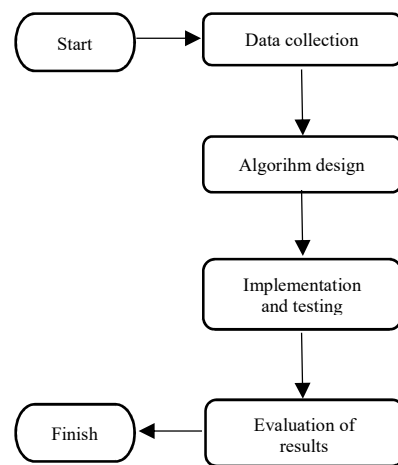 Start
Data collection
Algorihm design
Implementation
and testing
Evaluation of
results
Finish